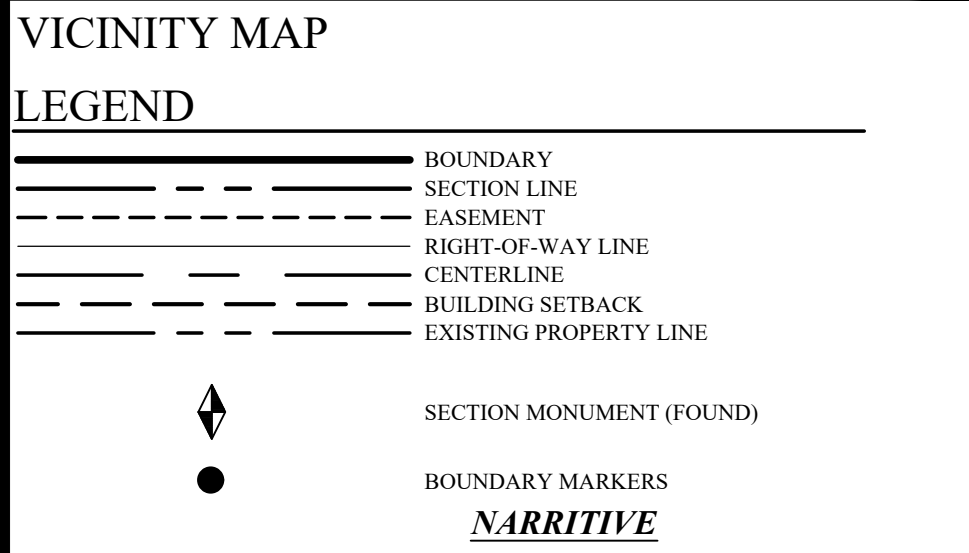 VICINITY MAP
LEGEND
BOUNDARY
SECTION LINE
EASEMENT
RIGHT-OF-WAY LINE
CENTERLINE
BUILDING SETBACK
EXISTING PROPERTY LINE
SECTION MONUMENT (FOUND)
BOUNDARY MARKERS
NARRITIVE